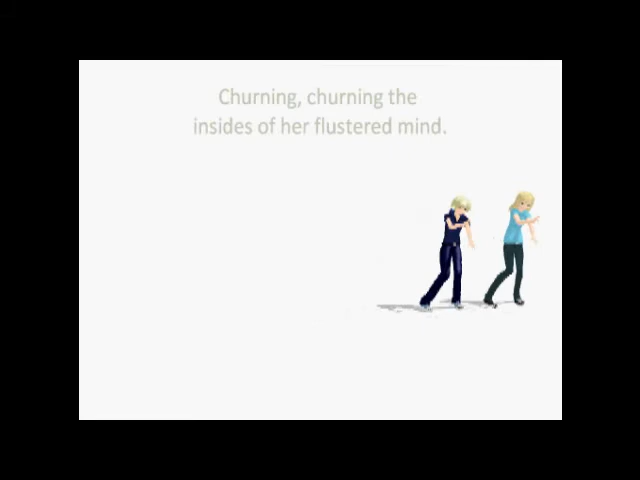 Churning, churning the
insides of her flustered mind.